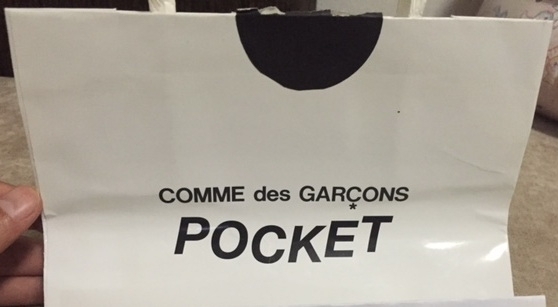 COMME des GARÇONS
*
POCKET